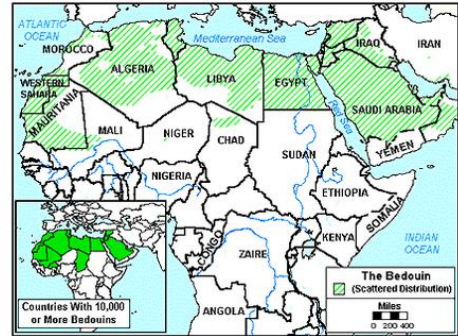 ATLANTIC
OCEAN
Mediterranean Sea
MOROCCO
ALGERIA
LIBYA
EGYPT
IRAQ
IRAN
WESTERN
SAHARA
MAURITANIA
MALI
NIGER
CHAD
SUDAN
Red Sea
SAUDI ARABIA
YEMEN
NIGERIA
ETHIOPIA
SOMALIA
KENYA
CONGO
ZAIRE
ANGOLA
INDIAN
OCEAN
Countries With 10,000
or More Bedouins
The Bedouin
(Scattered Distribution)
Miles
0 200 400